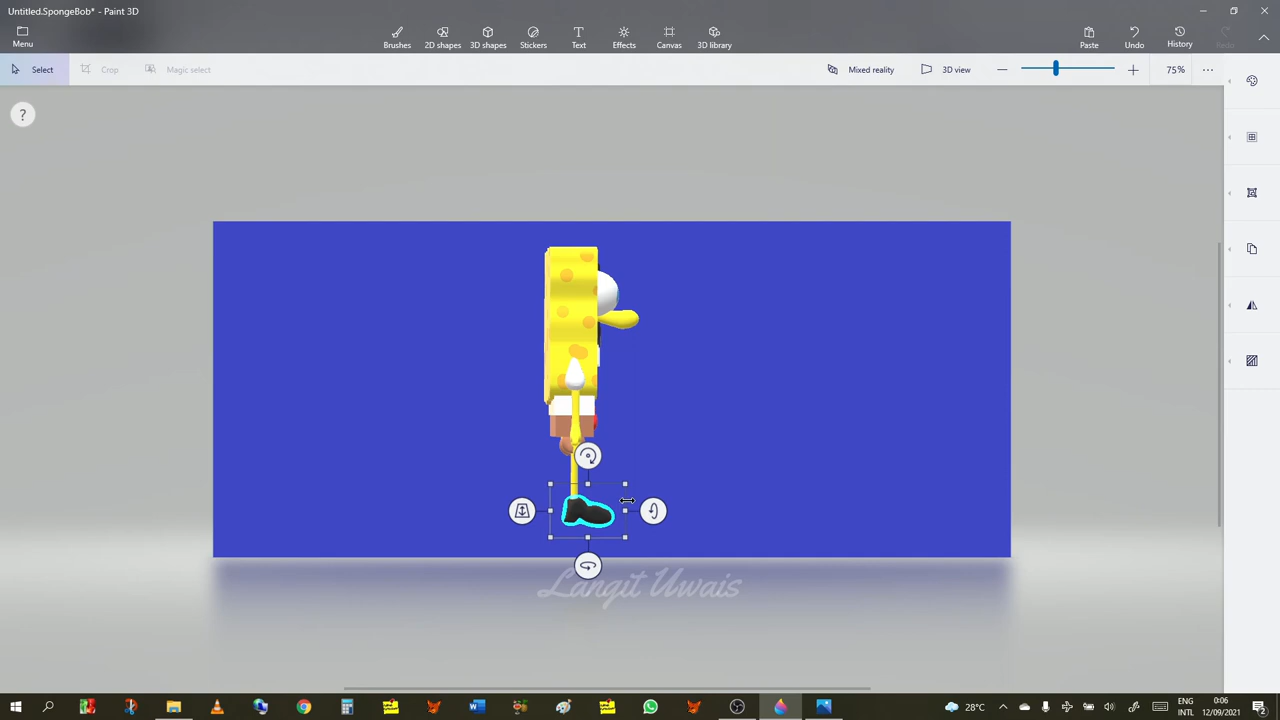 Untitled.SpongeBob* - Paint 3D
Menu
Brushes
2D shapes
3D shapes
Stickers
Text
Effects
Canvas
3D library
Paste
Undo
History
Redo
Select
Crop
Magic select
Mixed reality
3D view
75%
?
Langit Uwais
28°C
ENG
INTL
0:06
12/09/2021